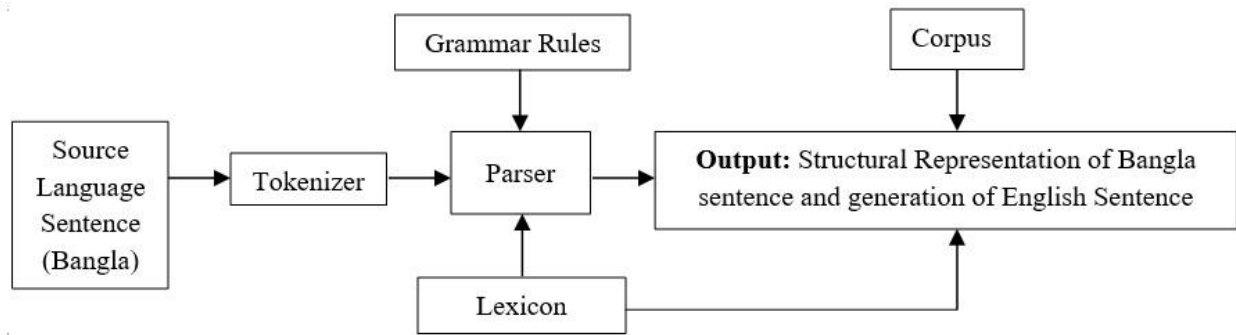 Grammar Rules
Corpus
Source
Language
Sentence
(Bangla)
Tokenizer
Parser
Output: Structural Representation of Bangla
sentence and generation of English Sentence
Lexicon